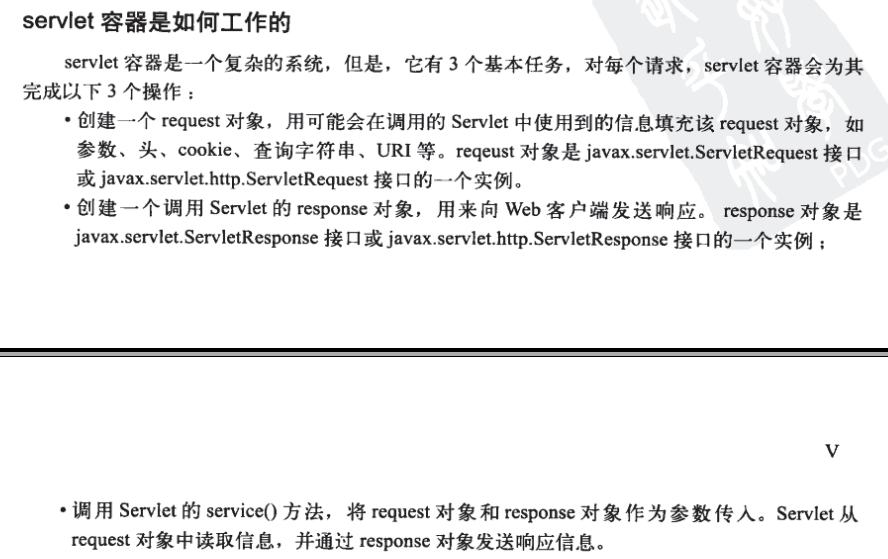 servlet 容器是如何工作的
servlet 容器是一个复杂的系统，但是，它有 3 个基本任务，对每个请求，servlet 容器会为其
完成以下 3 个操作：
• 创建一个 request 对象，用可能会在调用的 Servlet 中使用到的信息填充该 request 对象，如
参数、头、cookie、查询字符串、URI 等。reqeust 对象是 javax.servlet.ServletRequest 接口
或 javax.servlet.http.ServletRequest 接口的一个实例。
• 创建一个调用 Servlet 的 response 对象，用来向 Web 客户端发送响应。 response 对象是
javax.servlet.ServletResponse 接口或 javax.servlet.http.ServletResponse 接口的一个实例；
PDG
V
• 调用 Servlet 的 service() 方法，将 request 对象和 response 对象作为参数传入。Servlet 从
request 对象中读取信息，并通过 response 对象发送响应信息。